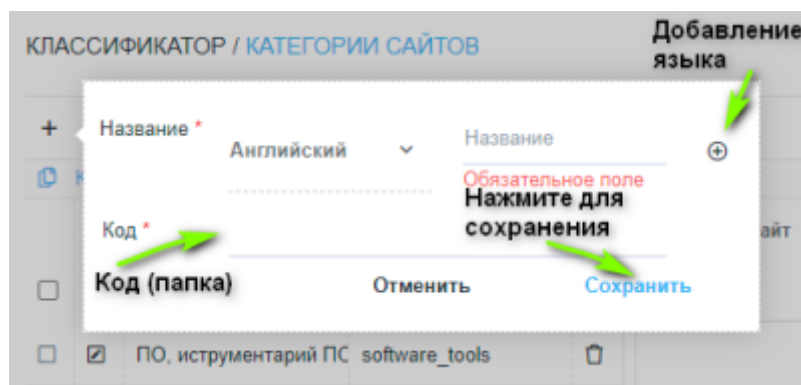 КЛАССИФИКАТОР / КАТЕГОРИИ САЙТОВ
Добавление
языка
+
Название *
Английский
Название
Обязательное поле
Нажмите для
сохранения
Код *
айт
Код (папка)
Отменить
Сохранить
ПО, иструментарий ПС
software_tools